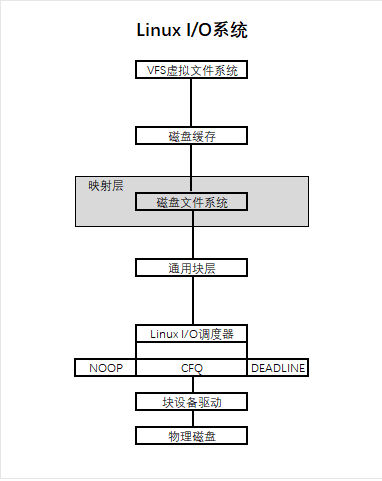 Linux I/O系统
VFS虚拟文件系统
磁盘缓存
映射层
磁盘文件系统
通用块层
Linux I/O调度器
NOOP CFQ DEADLINE
块设备驱动
物理磁盘